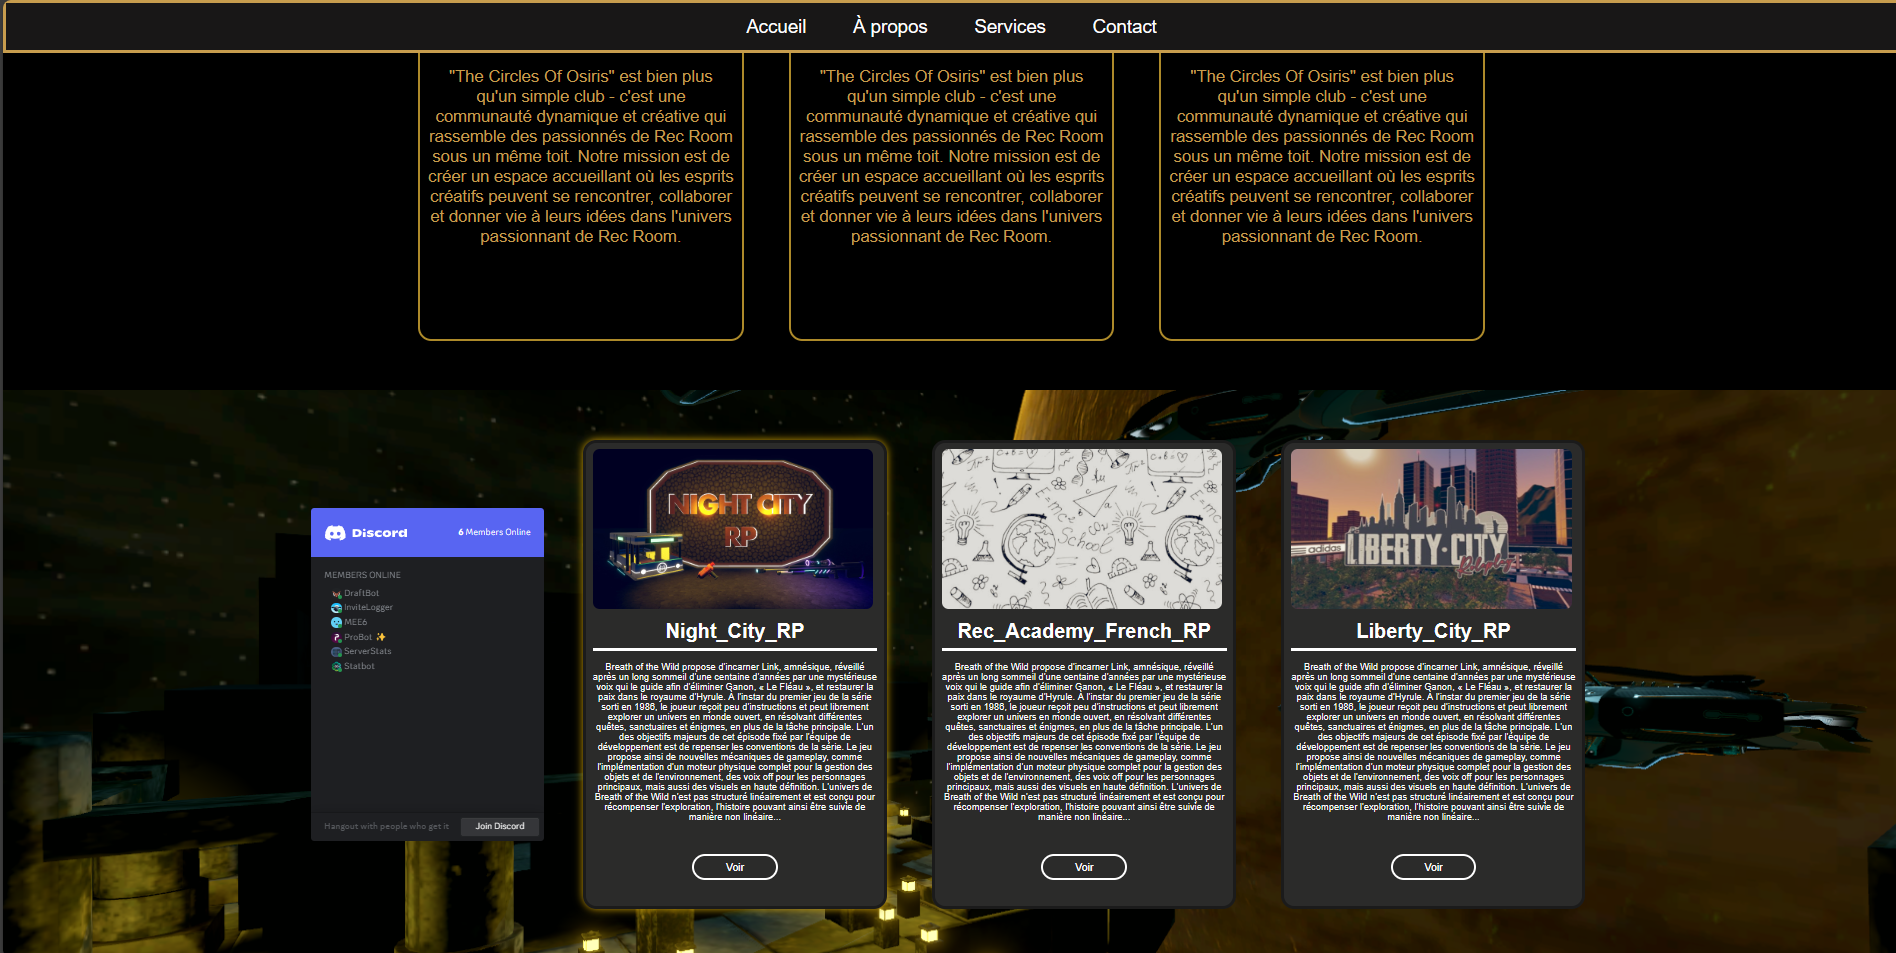 Accueil
À propos
Services
Contact
"The Circles Of Osiris" est bien plus
qu'un simple club - c'est une
communauté dynamique et créative qui
rassemble des passionnés de Rec Room
sous un même toit. Notre mission est de
créer un espace accueillant où les esprits
créatifs peuvent se rencontrer, collaborer
et donner vie à leurs idées dans l'univers
passionnant de Rec Room.
"The Circles Of Osiris" est bien plus
qu'un simple club - c'est une
communauté dynamique et créative qui
rassemble des passionnés de Rec Room
sous un même toit. Notre mission est de
créer un espace accueillant où les esprits
créatifs peuvent se rencontrer, collaborer
et donner vie à leurs idées dans l'univers
passionnant de Rec Room.
"The Circles Of Osiris" est bien plus
qu'un simple club - c'est une
communauté dynamique et créative qui
rassemble des passionnés de Rec Room
sous un même toit. Notre mission est de
créer un espace accueillant où les esprits
créatifs peuvent se rencontrer, collaborer
et donner vie à leurs idées dans l'univers
passionnant de Rec Room.
Discord
6 Members Online
MEMBERS ONLINE
DraftBot
InviteLogger
MEE6
ProBot ✨
ServerStats
Statbot
Hangout with people who get it
Join Discord
NIGHT CITY
RP
Night_City_RP
Breath of the Wild propose d'incarner Link, amnésique, réveillé
après un long sommeil d'une centaine d'années par une mystérieuse
voix qui le guide afin d'éliminer Ganon, « Le Fléau », et restaurer la
paix dans le royaume d'Hyrule. À l'instar du premier jeu de la série
sorti en 1986, le joueur reçoit peu d'instructions et peut librement
explorer un univers en monde ouvert, en résolvant différentes
quêtes, sanctuaires et énigmes, en plus de la tâche principale. L'un
des objectifs majeurs de cet épisode fixé par l'équipe de
développement est de repenser les conventions de la série. Le jeu
propose ainsi de nouvelles mécaniques de gameplay, comme
l'implémentation d'un moteur physique complet pour la gestion des
objets et de l'environnement, des voix off pour les personnages
principaux, mais aussi des visuels en haute définition. L'univers de
Breath of the Wild n'est pas structuré linéairement et est conçu pour
récompenser l'exploration, l'histoire pouvant ainsi être suivie de
manière non linéaire...
Voir
School
Rec_Academy_French_RP
Breath of the Wild propose d'incarner Link, amnésique, réveillé
après un long sommeil d'une centaine d'années par une mystérieuse
voix qui le guide afin d'éliminer Ganon, « Le Fléau », et restaurer la
paix dans le royaume d'Hyrule. À l'instar du premier jeu de la série
sorti en 1986, le joueur reçoit peu d'instructions et peut librement
explorer un univers en monde ouvert, en résolvant différentes
quêtes, sanctuaires et énigmes, en plus de la tâche principale. L'un
des objectifs majeurs de cet épisode fixé par l'équipe de
développement est de repenser les conventions de la série. Le jeu
propose ainsi de nouvelles mécaniques de gameplay, comme
l'implémentation d'un moteur physique complet pour la gestion des
objets et de l'environnement, des voix off pour les personnages
principaux, mais aussi des visuels en haute définition. L'univers de
Breath of the Wild n'est pas structuré linéairement et est conçu pour
récompenser l'exploration, l'histoire pouvant ainsi être suivie de
manière non linéaire...
Voir
adidas
LIBERTY·CITY
Liberty_City_RP
Breath of the Wild propose d'incarner Link, amnésique, réveillé
après un long sommeil d'une centaine d'années par une mystérieuse
voix qui le guide afin d'éliminer Ganon, « Le Fléau », et restaurer la
paix dans le royaume d'Hyrule. À l'instar du premier jeu de la série
sorti en 1986, le joueur reçoit peu d'instructions et peut librement
explorer un univers en monde ouvert, en résolvant différentes
quêtes, sanctuaires et énigmes, en plus de la tâche principale. L'un
des objectifs majeurs de cet épisode fixé par l'équipe de
développement est de repenser les conventions de la série. Le jeu
propose ainsi de nouvelles mécaniques de gameplay, comme
l'implémentation d'un moteur physique complet pour la gestion des
objets et de l'environnement, des voix off pour les personnages
principaux, mais aussi des visuels en haute définition. L'univers de
Breath of the Wild n'est pas structuré linéairement et est conçu pour
récompenser l'exploration, l'histoire pouvant ainsi être suivie de
manière non linéaire...
Voir